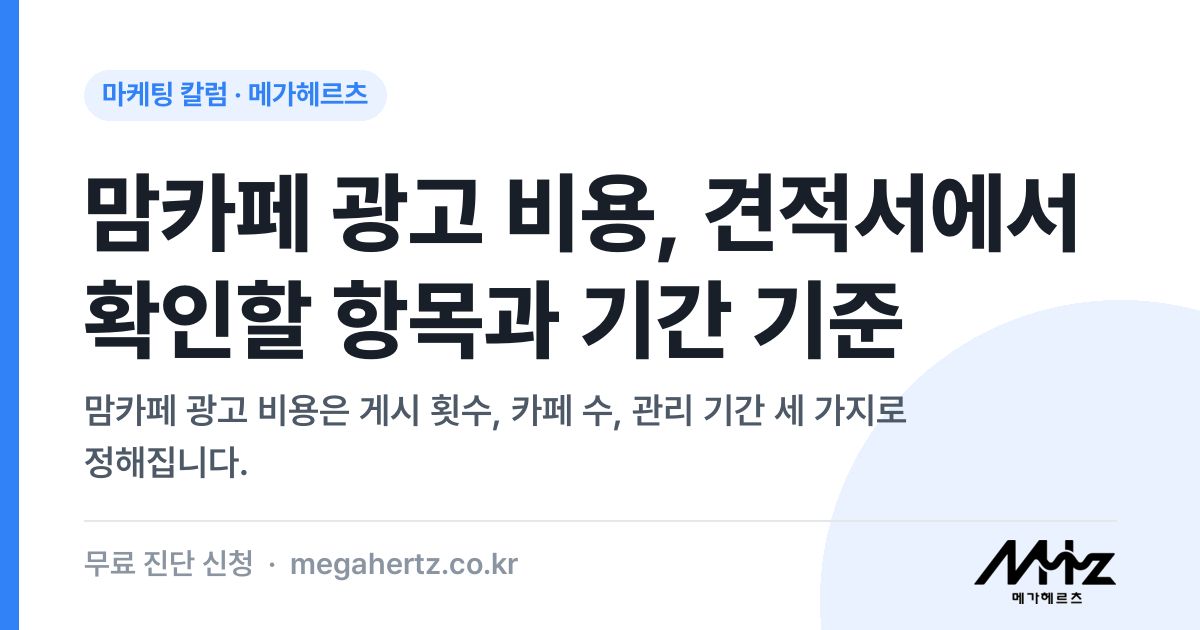 마케팅 칼럼 · 메가헤르츠
맘카페 광고 비용, 견적서에서
확인할 항목과 기간 기준
맘카페 광고 비용은 게시 횟수, 카페 수, 관리 기간 세 가지로
정해집니다.
무료 진단 신청 · megahertz.co.kr
MHz
메가헤르츠